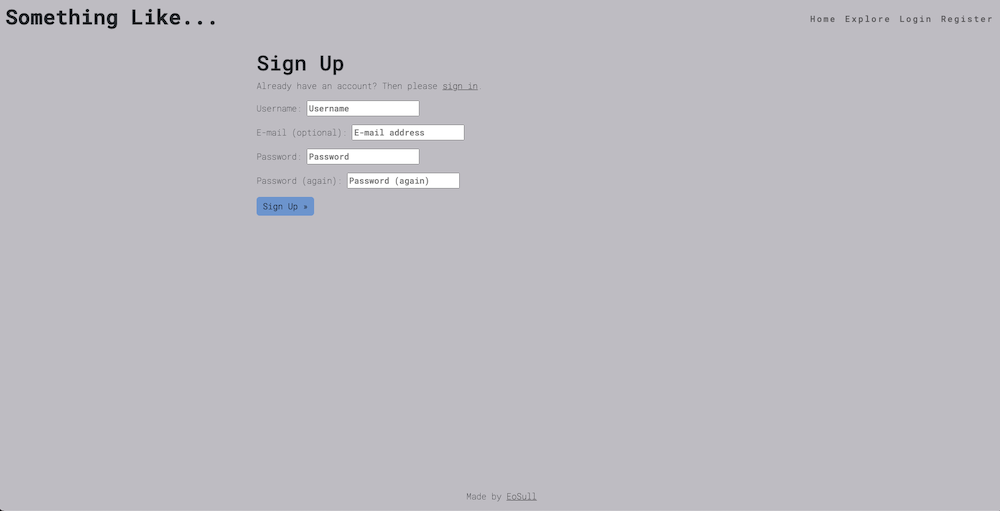 Something Like...
Home Explore Login Register
Sign Up
Already have an account? Then please sign in.
Username: Username
E-mail (optional): E-mail address
Password: Password
Password (again): Password (again)
Sign Up »
Made by EoSull